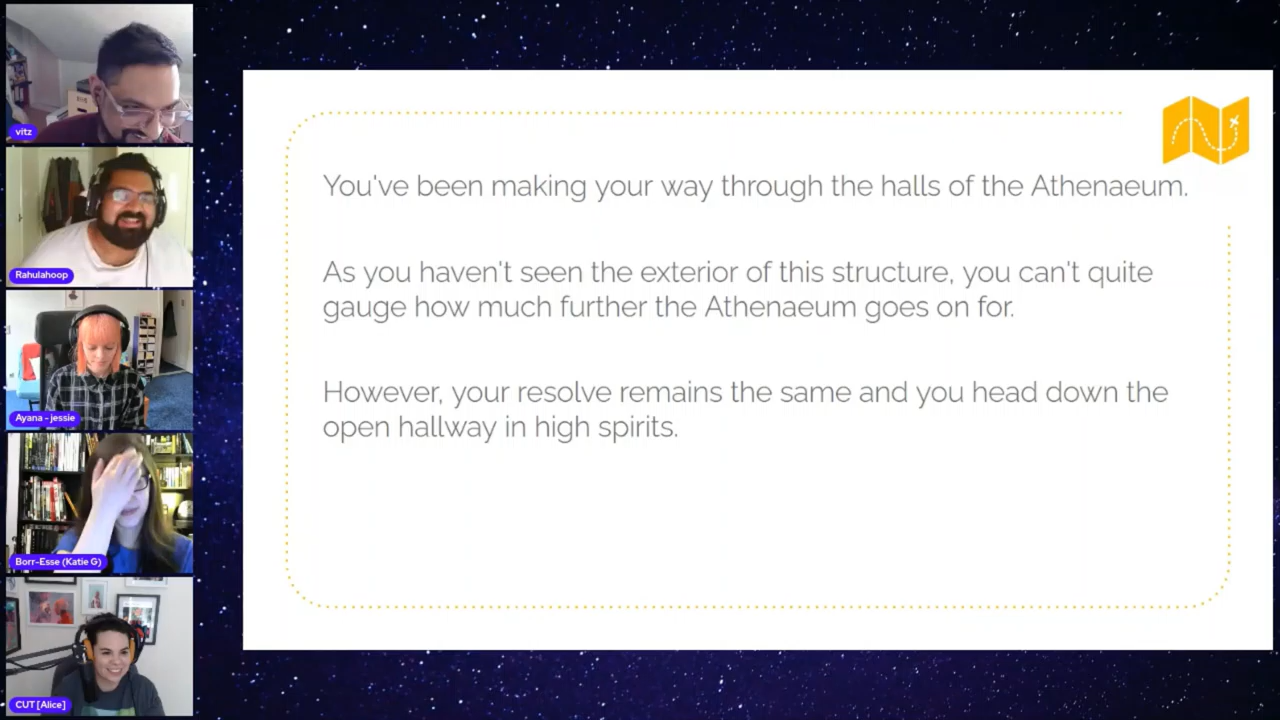 vitz
Rahulahoop
Ayana - jessie
Borr-Esse (Katie G)
CUT [Alice]
You've been making your way through the halls of the Athenaeum.
As you haven't seen the exterior of this structure, you can't quite
gauge how much further the Athenaeum goes on for.
However, your resolve remains the same and you head down the
open hallway in high spirits.